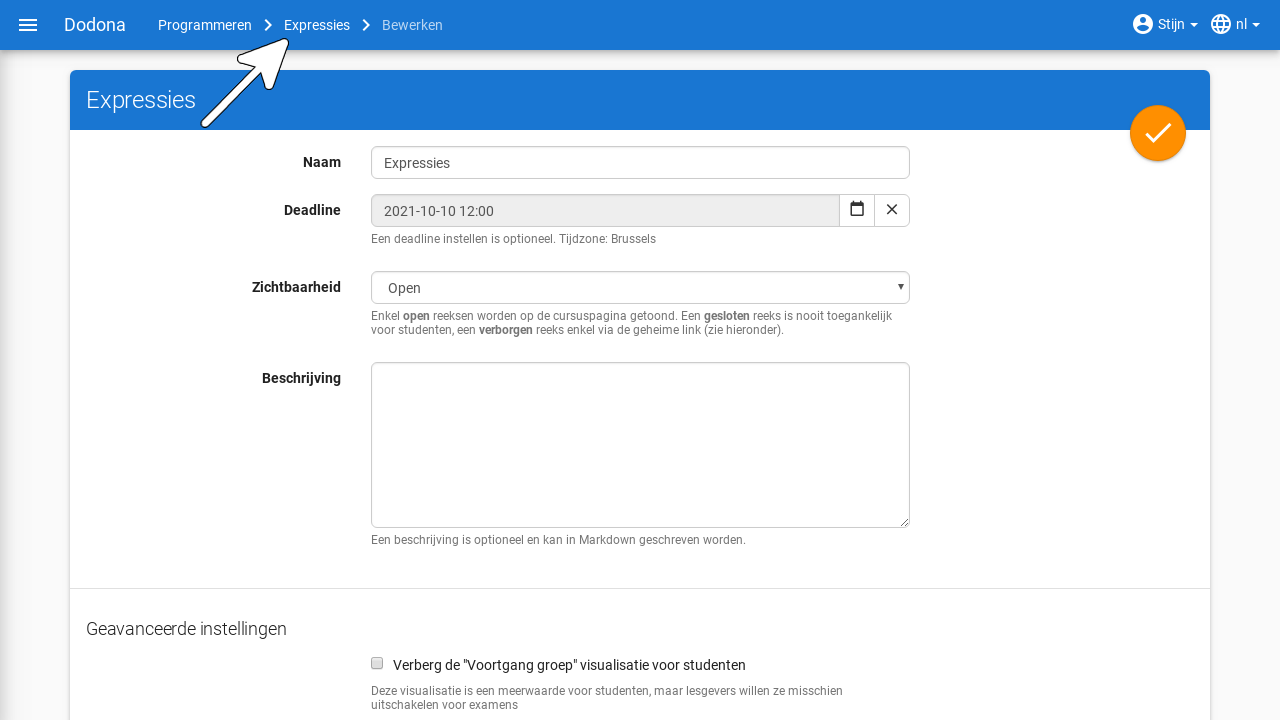 Dodona Programmeren Expressies Bewerken Stijn nl
Expressies
Naam Expressies
Deadline 2021-10-10 12:00
Een deadline instellen is optioneel. Tijdzone: Brussels
Zichtbaarheid Open
Enkel open reeksen worden op de cursuspagina getoond. Een gesloten reeks is nooit toegankelijk
voor studenten, een verborgen reeks enkel via de geheime link (zie hieronder).
Beschrijving
Een beschrijving is optioneel en kan in Markdown geschreven worden.
Geavanceerde instellingen
Verberg de "Voortgang groep" visualisatie voor studenten
Deze visualisatie is een meerwaarde voor studenten, maar lesgevers willen ze misschien
uitschakelen voor examens